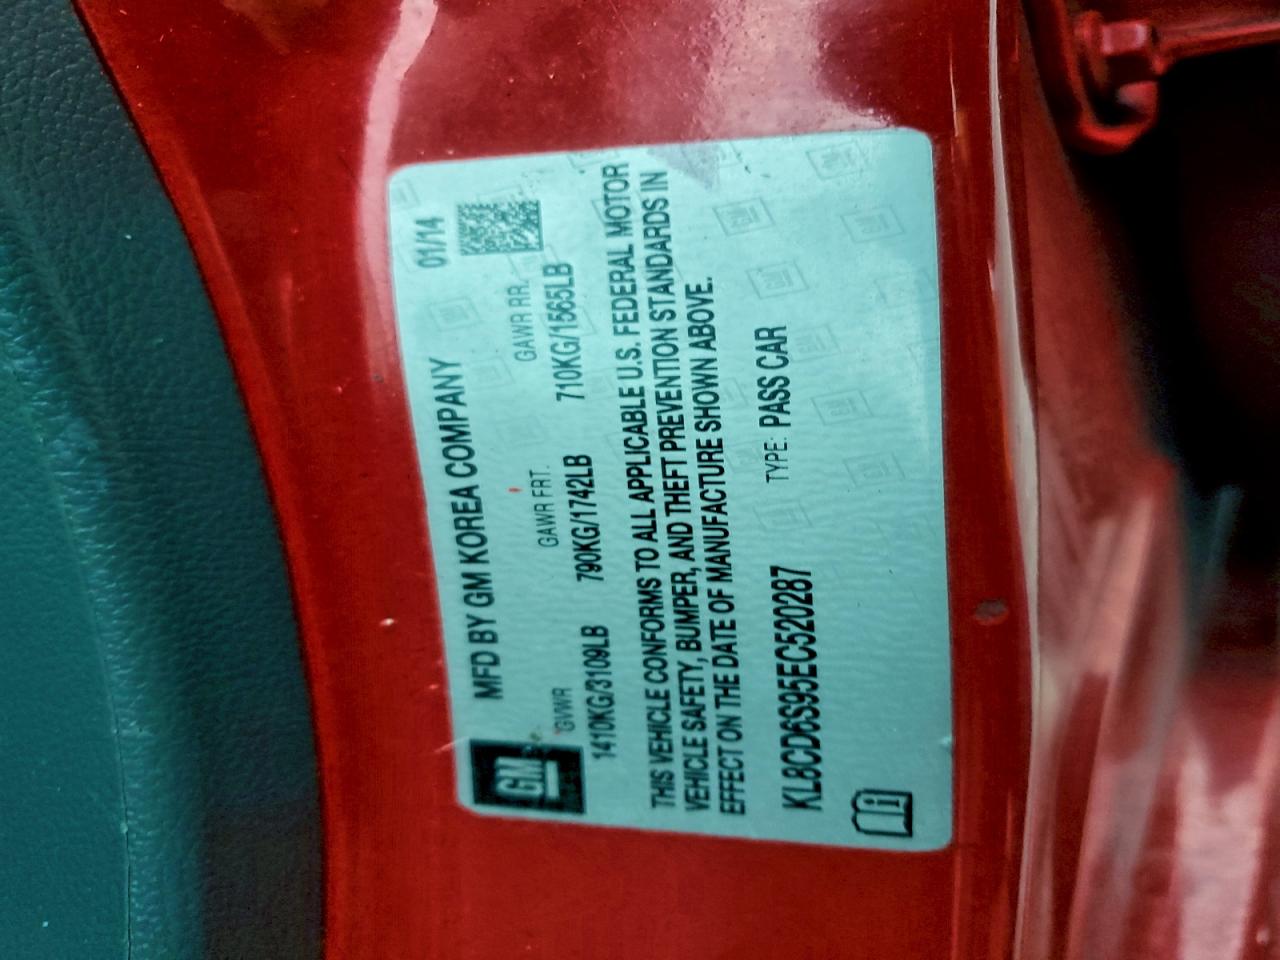 GM
MFD BY GM KOREA COMPANY 01/14
GVWR GAWR FRT. GAWR RR.
1410KG/3109LB 790KG/1742LB 710KG/1565LB
THIS VEHICLE CONFORMS TO ALL APPLICABLE U.S. FEDERAL MOTOR
VEHICLE SAFETY, BUMPER, AND THEFT PREVENTION STANDARDS IN
EFFECT ON THE DATE OF MANUFACTURE SHOWN ABOVE.
KL8CD6S95EC520287 TYPE: PASS CAR